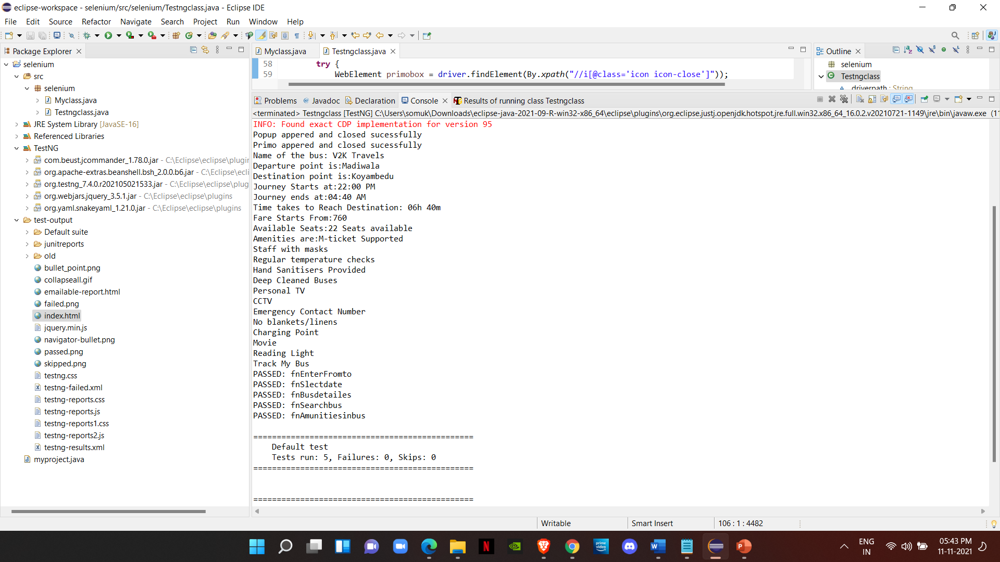 eclipse-workspace - selenium/src/selenium/Testngclass.java - Eclipse IDE
File Edit Source Refactor Navigate Search Project Run Window Help
Package Explorer
selenium
src
selenium
Myclass.java
Testngclass.java
JRE System Library [JavaSE-16]
Referenced Libraries
TestNG
com.beust.jcommander_1.78.0.jar - C:\Eclipse\eclipse\plugin
org.apache-extras.beanshell.bsh_2.0.0.b6.jar - C:\Eclipse\ecli
org.testng_7.4.0.r202105021533.jar - C:\Eclipse\eclipse\plug
org.webjars.jquery_3.5.1.jar - C:\Eclipse\eclipse\plugins
org.yaml.snakeyaml_1.21.0.jar - C:\Eclipse\eclipse\plugins
test-output
Default suite
junitreports
old
bullet_point.png
collapseall.gif
emailable-report.html
failed.png
index.html
jquery.min.js
navigator-bullet.png
passed.png
skipped.png
testng.css
testng-failed.xml
testng-reports.css
testng-reports.js
testng-reports1.css
testng-reports2.js
testng-results.xml
myproject.java
Myclass.java Testngclass.java
58 try {
59 WebElement primobox = driver.findElement(By.xpath("//i[@class='icon icon-close']"));
Outline
selenium
Testngclass
driverpath : String
Problems @ Javadoc Declaration Console Results of running class Testngclass
<terminated> Testngclass [TestNG] C:\Users\somuk\Downloads\eclipse-java-2021-09-R-win32-x86_64\eclipse\plugins\org.eclipse.justj.openjdk.hotspot.jre.full.win32.x86_64_16.0.2.v20210721-1149\jre\bin\javaw.exe (11
INFO: Found exact CDP implementation for version 95
Popup appered and closed sucessfully
Primo appered and closed sucessfully
Name of the bus: V2K Travels
Departure point is:Madiwala
Destination point is:Koyambedu
Journey Starts at:22:00 PM
Journey ends at:04:40 AM
Time takes to Reach Destination: 06h 40m
Fare Starts From:760
Available Seats:22 Seats available
Amenities are:M-ticket Supported
Staff with masks
Regular temperature checks
Hand Sanitisers Provided
Deep Cleaned Buses
Personal TV
CCTV
Emergency Contact Number
No blankets/linens
Charging Point
Movie
Reading Light
Track My Bus
PASSED: fnEnterFromto
PASSED: fnSlectdate
PASSED: fnBusdetailes
PASSED: fnSearchbus
PASSED: fnAmunitiesinbus
===============================================
Default test
Tests run: 5, Failures: 0, Skips: 0
===============================================
===============================================
Writable Smart Insert 106 : 1 : 4482
ENG
IN
05:43 PM
11-11-2021